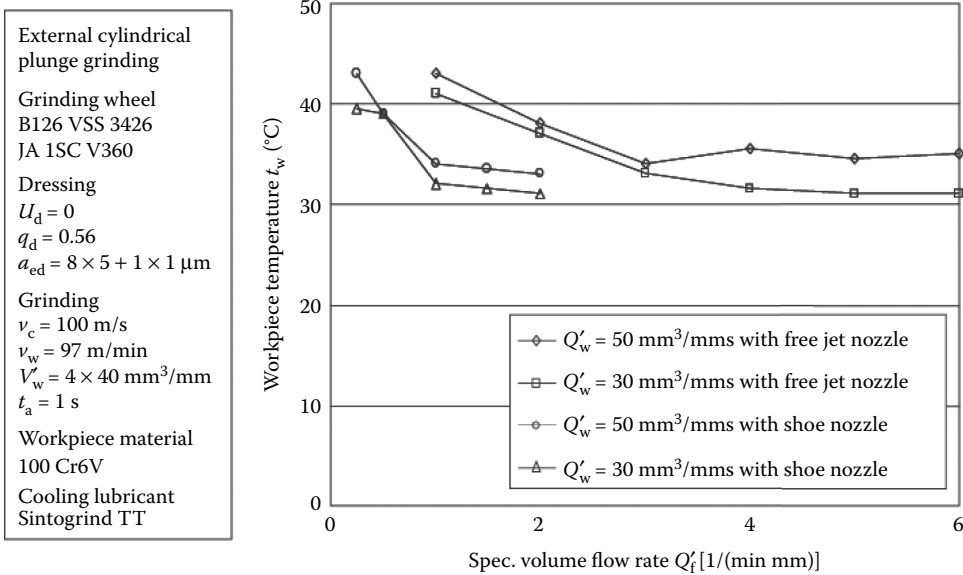 External cylindrical
plunge grinding
Grinding wheel
B126 VSS 3426
JA 1SC V360
Dressing
U_d = 0
q_d = 0.56
a_ed = 8 × 5 + 1 × 1 μm
Grinding
v_c = 100 m/s
v_w = 97 m/min
V′_w = 4 × 40 mm³/mm
t_a = 1 s
Workpiece material
100 Cr6V
Cooling lubricant
Sintogrind TT
Workpiece temperature t_w (°C)
50
40
30
20
10
0
Q′_w = 50 mm³/mms with free jet nozzle
Q′_w = 30 mm³/mms with free jet nozzle
Q′_w = 50 mm³/mms with shoe nozzle
Q′_w = 30 mm³/mms with shoe nozzle
0 2 4 6
Spec. volume flow rate Q′_f [1/(min mm)]